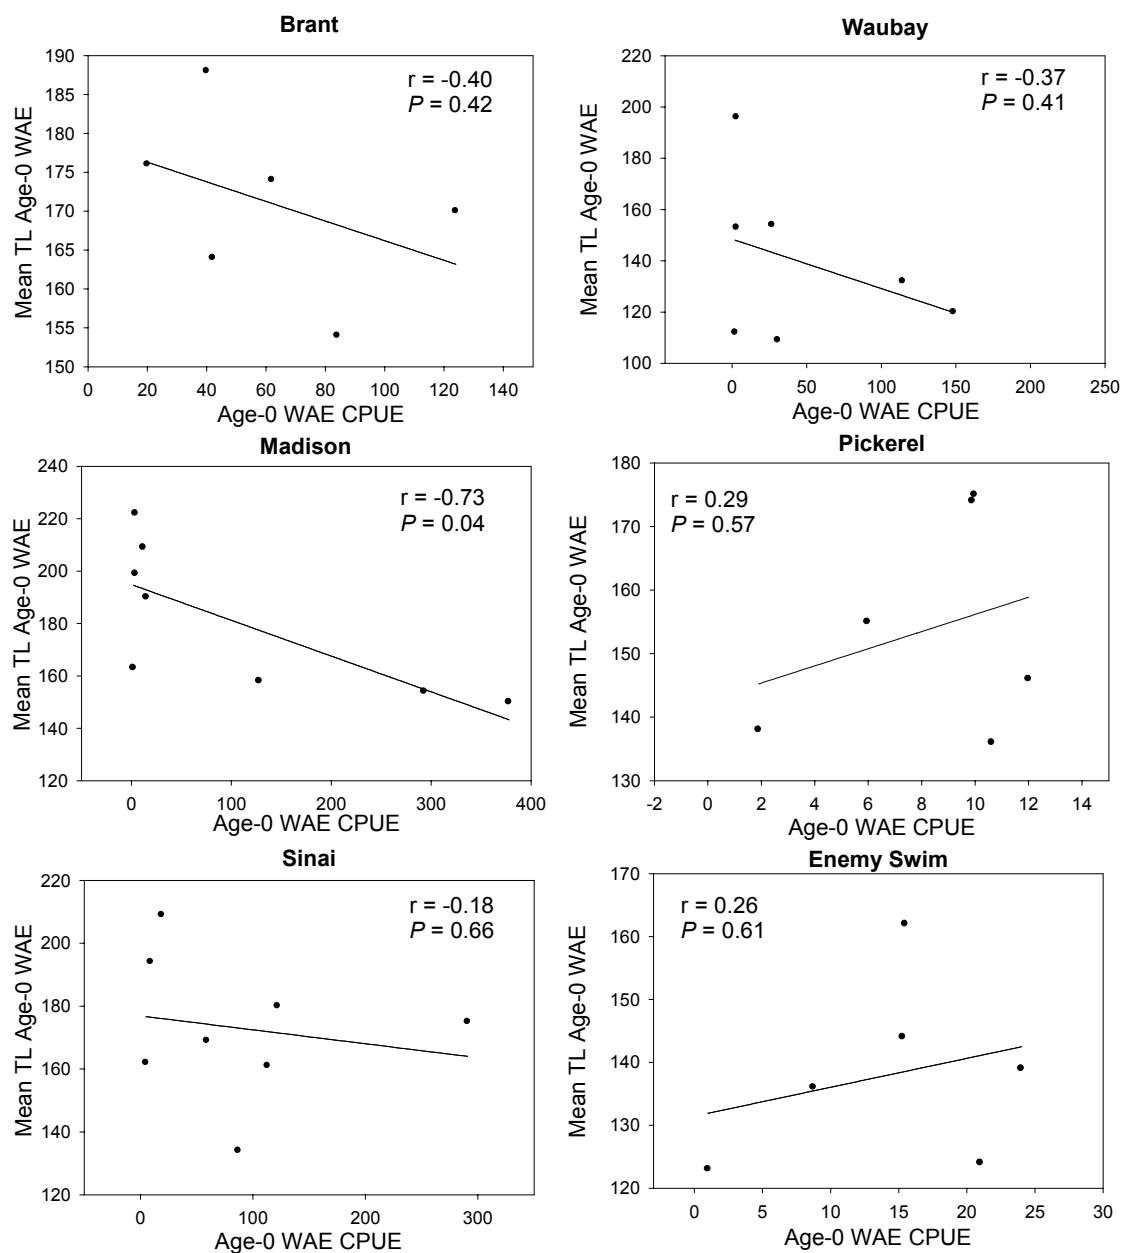 Brant
r = -0.40
P = 0.42
Mean TL Age-0 WAE
190
185
180
175
170
165
160
155
150
0 20 40 60 80 100 120 140
Age-0 WAE CPUE
Waubay
r = -0.37
P = 0.41
Mean TL Age-0 WAE
220
200
180
160
140
120
100
0 50 100 150 200 250
Age-0 WAE CPUE
Madison
r = -0.73
P = 0.04
Mean TL Age-0 WAE
240
220
200
180
160
140
120
0 100 200 300 400
Age-0 WAE CPUE
Pickerel
r = 0.29
P = 0.57
Mean TL Age-0 WAE
180
170
160
150
140
130
-2 0 2 4 6 8 10 12 14
Age-0 WAE CPUE
Sinai
r = -0.18
P = 0.66
Mean TL Age-0 WAE
220
200
180
160
140
120
0 100 200 300
Age-0 WAE CPUE
Enemy Swim
r = 0.26
P = 0.61
Mean TL Age-0 WAE
170
160
150
140
130
120
0 5 10 15 20 25 30
Age-0 WAE CPUE